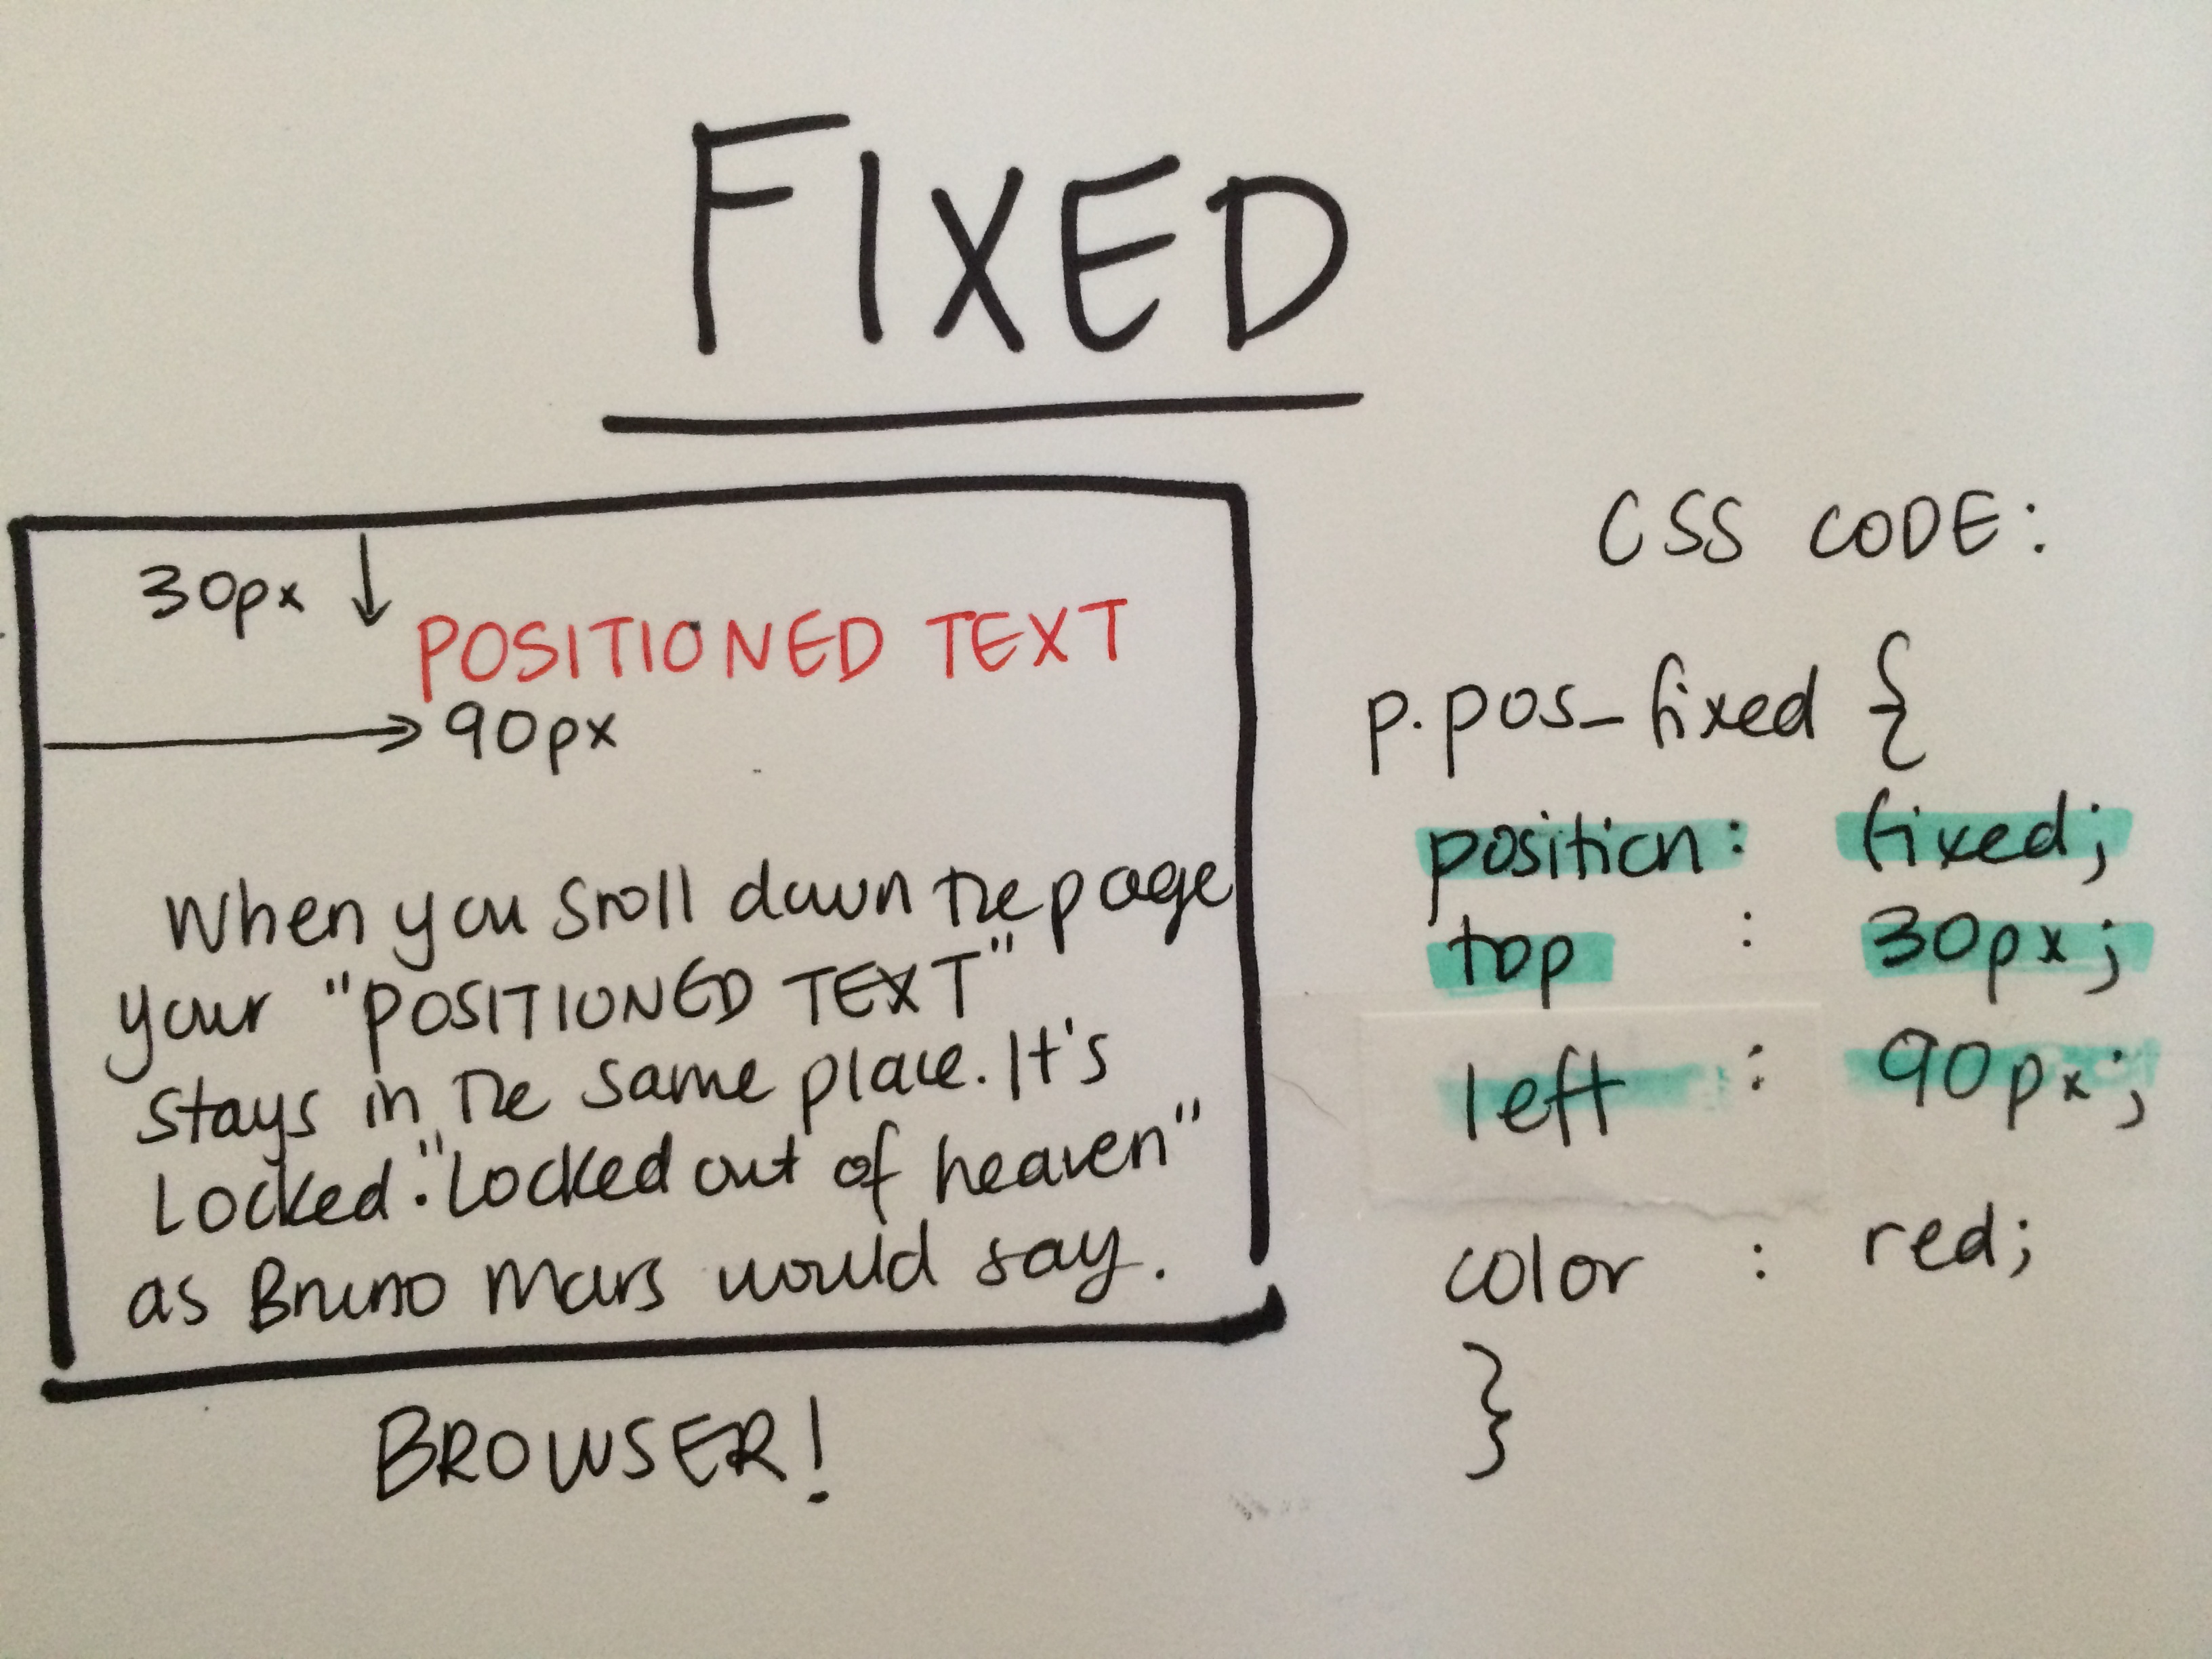 FIXED
30px
POSITIONED TEXT
90px
When you sroll down the page
your "POSITIONED TEXT"
stays in the same place. It's
Locked. "Locked out of heaven"
as Bruno Mars would say.
BROWSER!
CSS CODE:
p.pos_fixed {
position: fixed;
top : 30px;
left : 90px;
color : red;
}